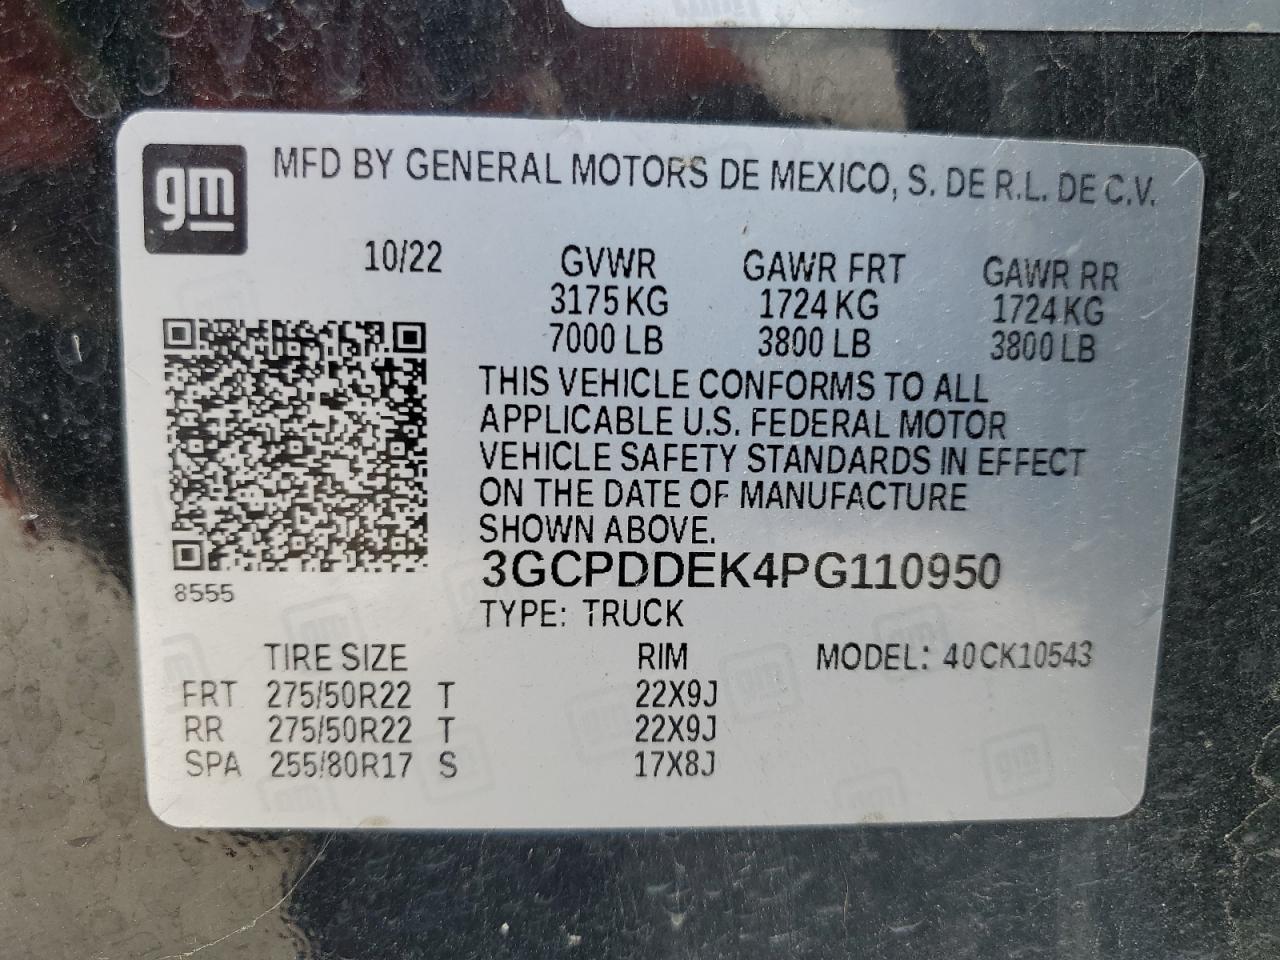 gm MFD BY GENERAL MOTORS DE MEXICO, S. DE R.L. DE C.V.
10/22 GVWR GAWR FRT GAWR RR
3175 KG 1724 KG 1724 KG
7000 LB 3800 LB 3800 LB
THIS VEHICLE CONFORMS TO ALL
APPLICABLE U.S. FEDERAL MOTOR
VEHICLE SAFETY STANDARDS IN EFFECT
ON THE DATE OF MANUFACTURE
SHOWN ABOVE.
3GCPDDEK4PG110950
8555
TYPE: TRUCK
TIRE SIZE RIM MODEL: 40CK10543
FRT 275/50R22 T 22X9J
RR 275/50R22 T 22X9J
SPA 255/80R17 S 17X8J